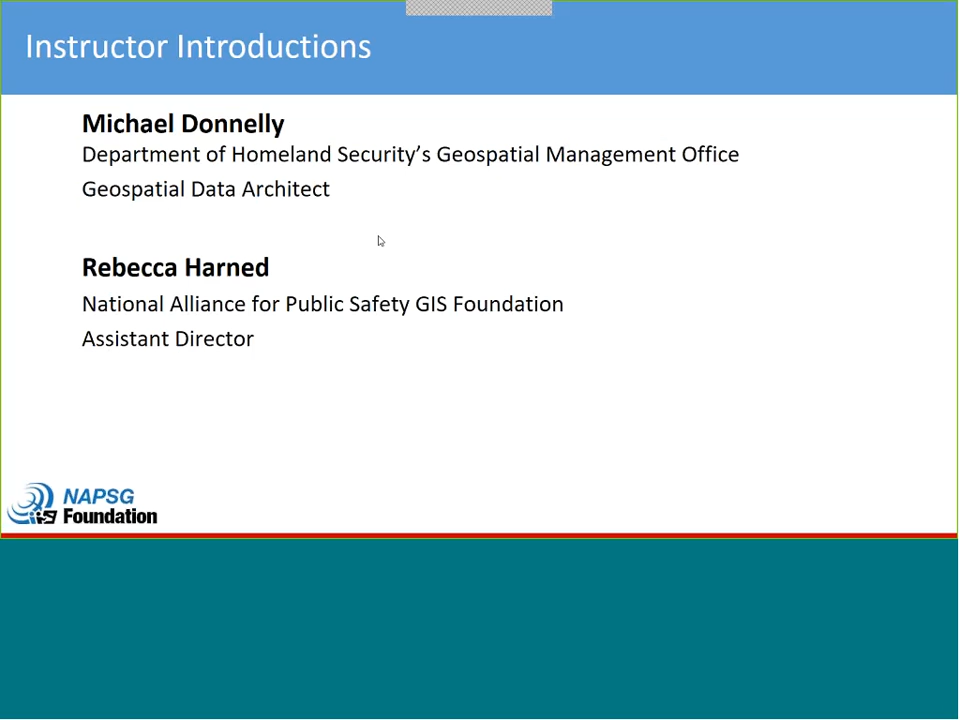 Instructor Introductions
Michael Donnelly
Department of Homeland Security’s Geospatial Management Office
Geospatial Data Architect
Rebecca Harned
National Alliance for Public Safety GIS Foundation
Assistant Director
NAPSG
Foundation